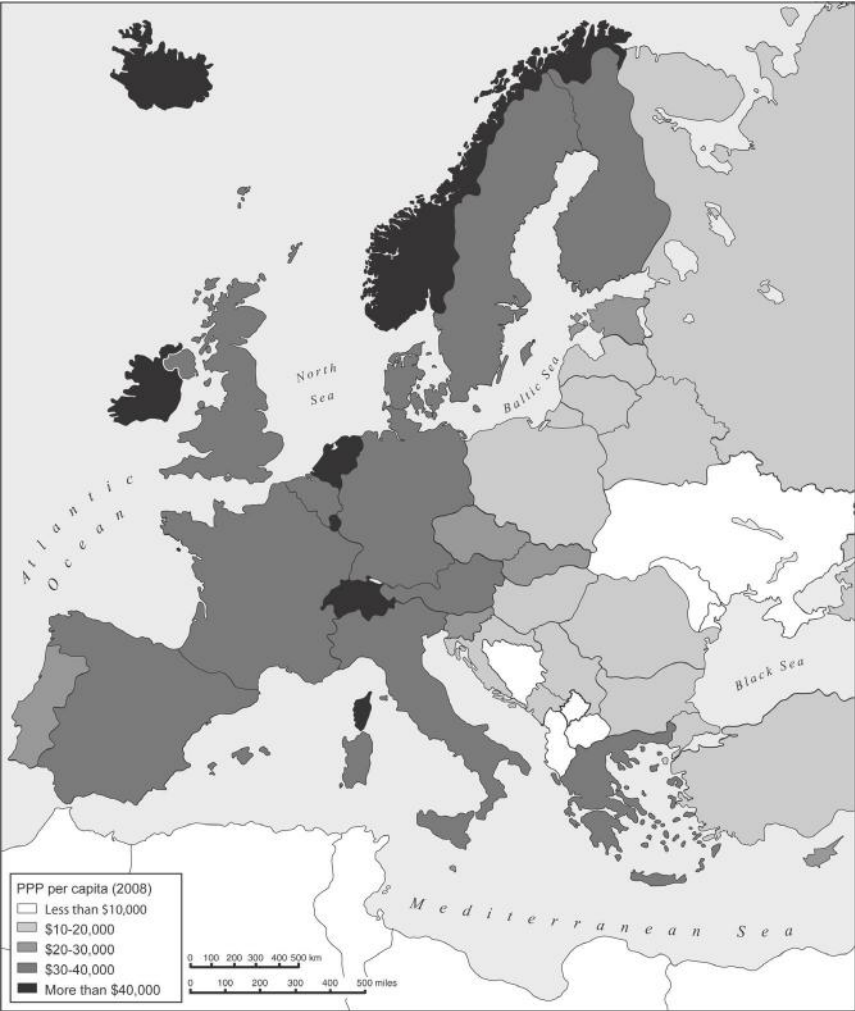 North
Sea
Baltic Sea
Atlantic
Ocean
Black Sea
Mediterranean Sea
PPP per capita (2008)
Less than $10,000
$10-20,000
$20-30,000
$30-40,000
More than $40,000
0 100 200 300 400 500 km
0 100 200 300 400 500 miles